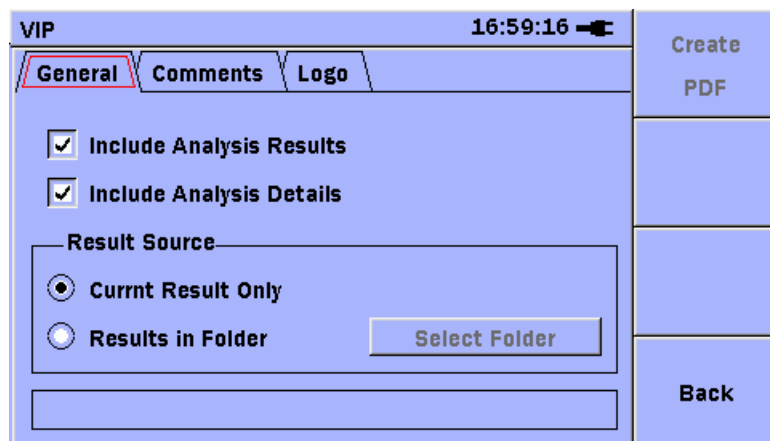 VIP 16:59:16
General Comments Logo
Include Analysis Results
Include Analysis Details
Result Source
Currnt Result Only
Results in Folder Select Folder
Create
PDF
Back